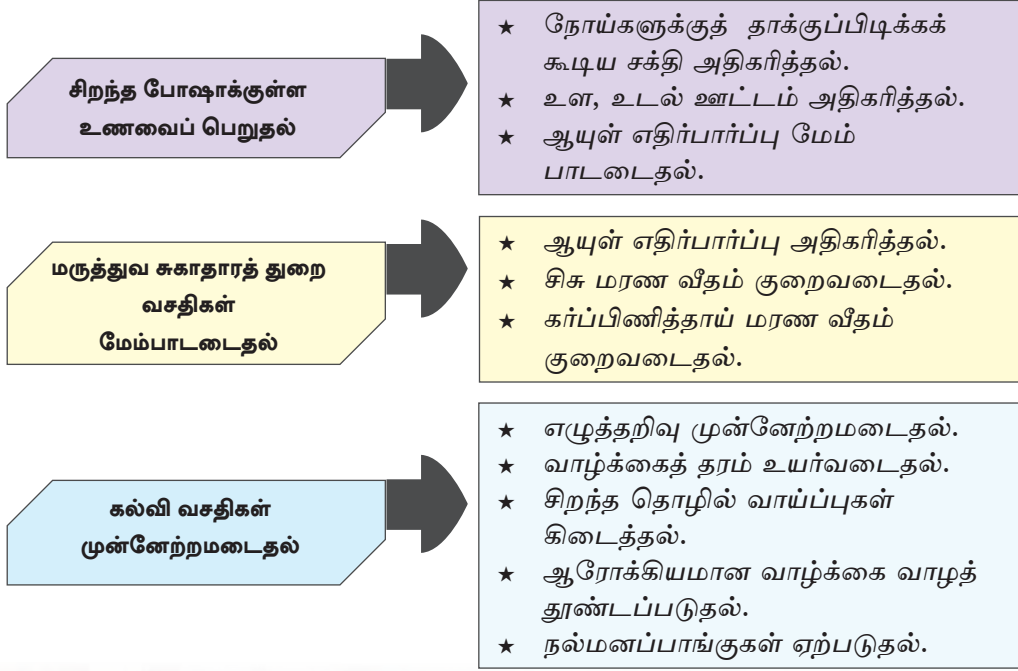 சிறந்த போஷாக்குள்ள
உணவைப் பெறுதல்
★ நோய்களுக்குத் தாக்குப்பிடிக்கக்
கூடிய சக்தி அதிகரித்தல்.
★ உள, உடல் ஊட்டம் அதிகரித்தல்.
★ ஆயுள் எதிர்பார்ப்பு மேம்
பாடடைதல்.
மருத்துவ சுகாதாரத் துறை
வசதிகள்
மேம்பாடடைதல்
★ ஆயுள் எதிர்பார்ப்பு அதிகரித்தல்.
★ சிசு மரண வீதம் குறைவடைதல்.
★ கர்ப்பிணித்தாய் மரண வீதம்
குறைவடைதல்.
கல்வி வசதிகள்
முன்னேற்றமடைதல்
★ எழுத்தறிவு முன்னேற்றமடைதல்.
★ வாழ்க்கைத் தரம் உயர்வடைதல்.
★ சிறந்த தொழில் வாய்ப்புகள்
கிடைத்தல்.
★ ஆரோக்கியமான வாழ்க்கை வாழத்
தூண்டப்படுதல்.
★ நல்மனப்பாங்குகள் ஏற்படுதல்.